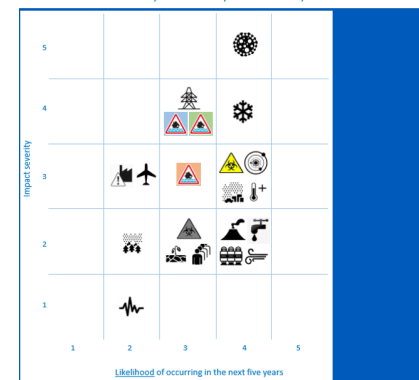 5
4
Impact severity
3
2
1
1 2 3 4 5
Likelihood of occurring in the next five years